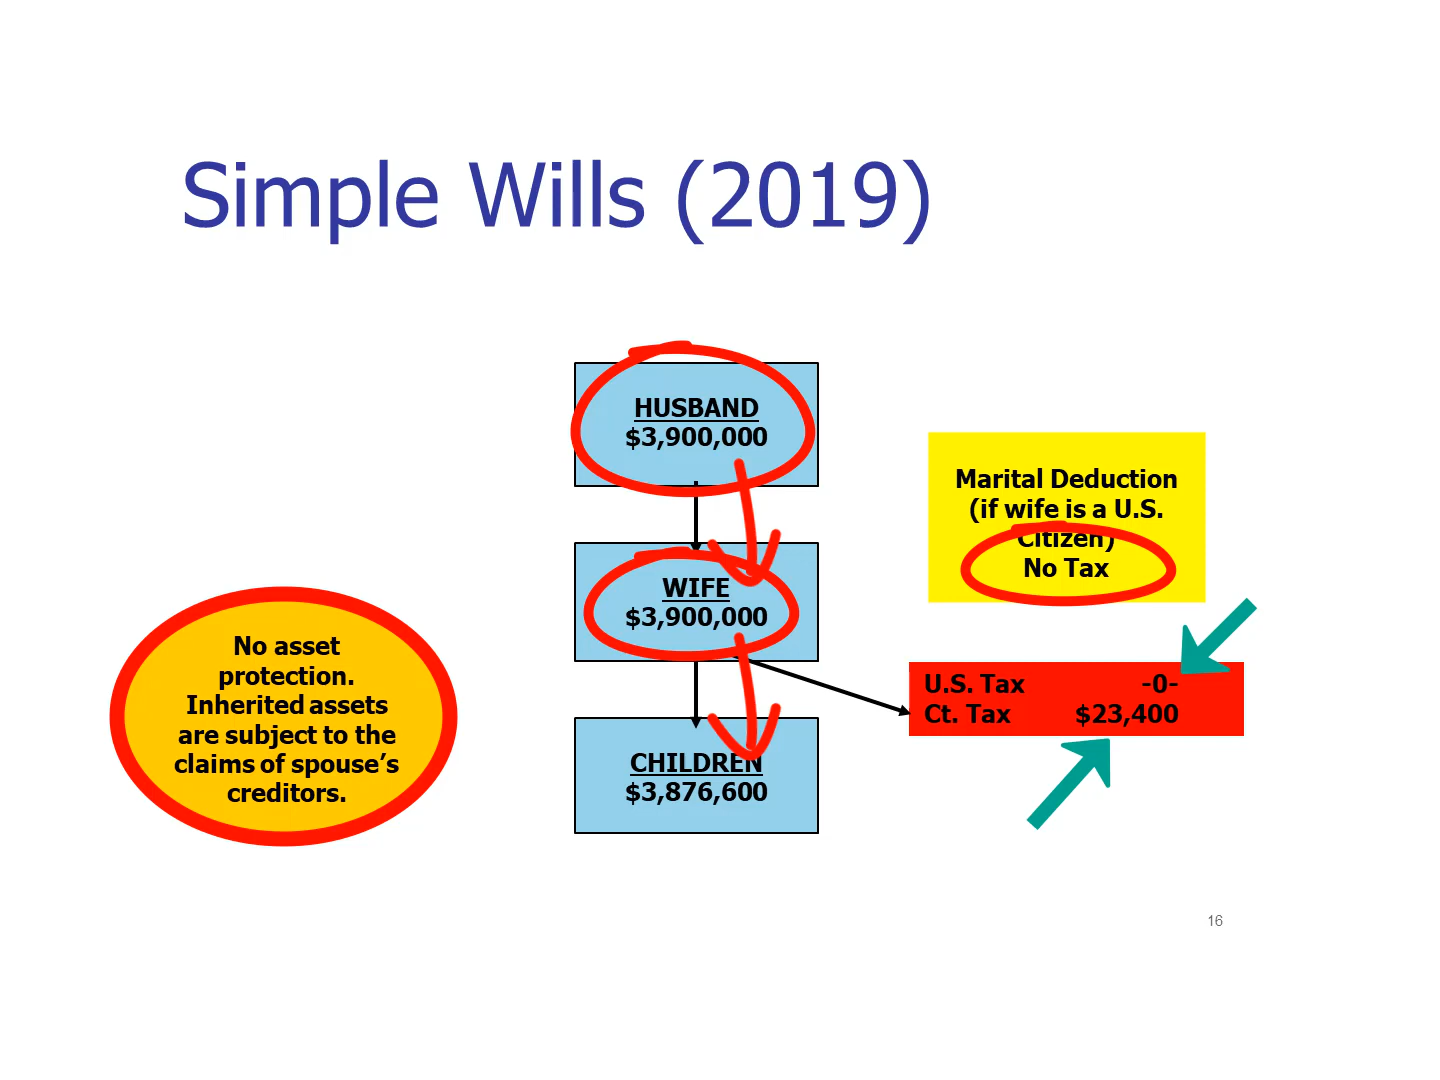 Simple Wills (2019)
HUSBAND
$3,900,000
Marital Deduction
(if wife is a U.S.
Citizen)
No Tax
WIFE
$3,900,000
No asset
protection.
Inherited assets
are subject to the
claims of spouse’s
creditors.
U.S. Tax -0-
Ct. Tax $23,400
CHILDREN
$3,876,600
16